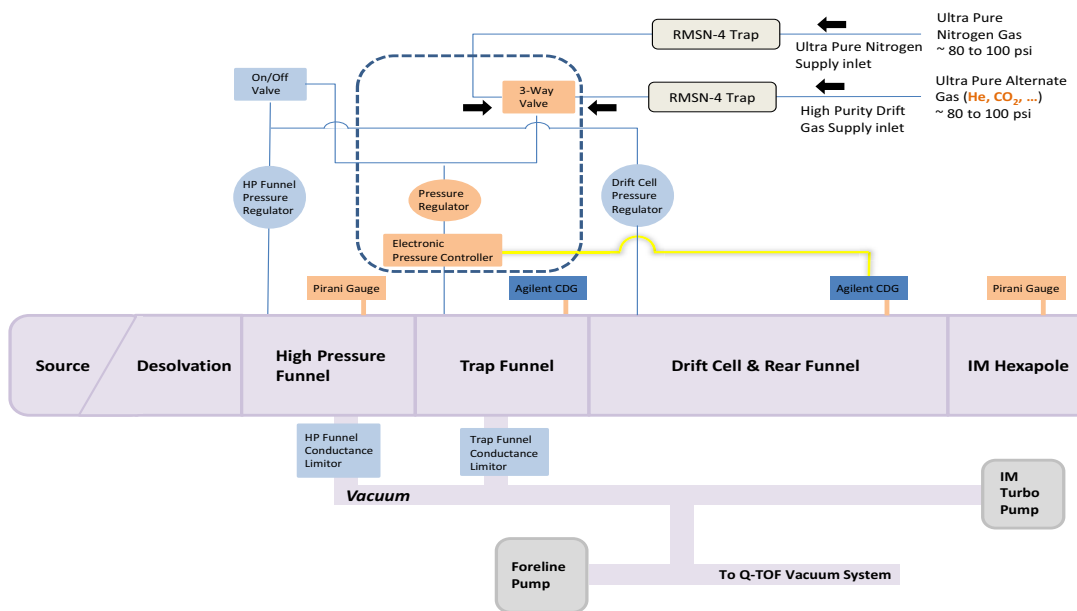 Ultra Pure
Nitrogen Gas
~ 80 to 100 psi
RMSN-4 Trap
Ultra Pure Nitrogen
Supply inlet
On/Off
Valve
3-Way
Valve
RMSN-4 Trap
Ultra Pure Alternate
Gas (He, CO₂, ...)
~ 80 to 100 psi
High Purity Drift
Gas Supply inlet
HP Funnel
Pressure
Regulator
Pressure
Regulator
Drift Cell
Pressure
Regulator
Electronic
Pressure Controller
Pirani Gauge
Agilent CDG
Agilent CDG
Pirani Gauge
Source
Desolvation
High Pressure
Funnel
Trap Funnel
Drift Cell & Rear Funnel
IM Hexapole
HP Funnel
Conductance
Limitor
Trap Funnel
Conductance
Limitor
Vacuum
IM
Turbo
Pump
Foreline
Pump
To Q-TOF Vacuum System